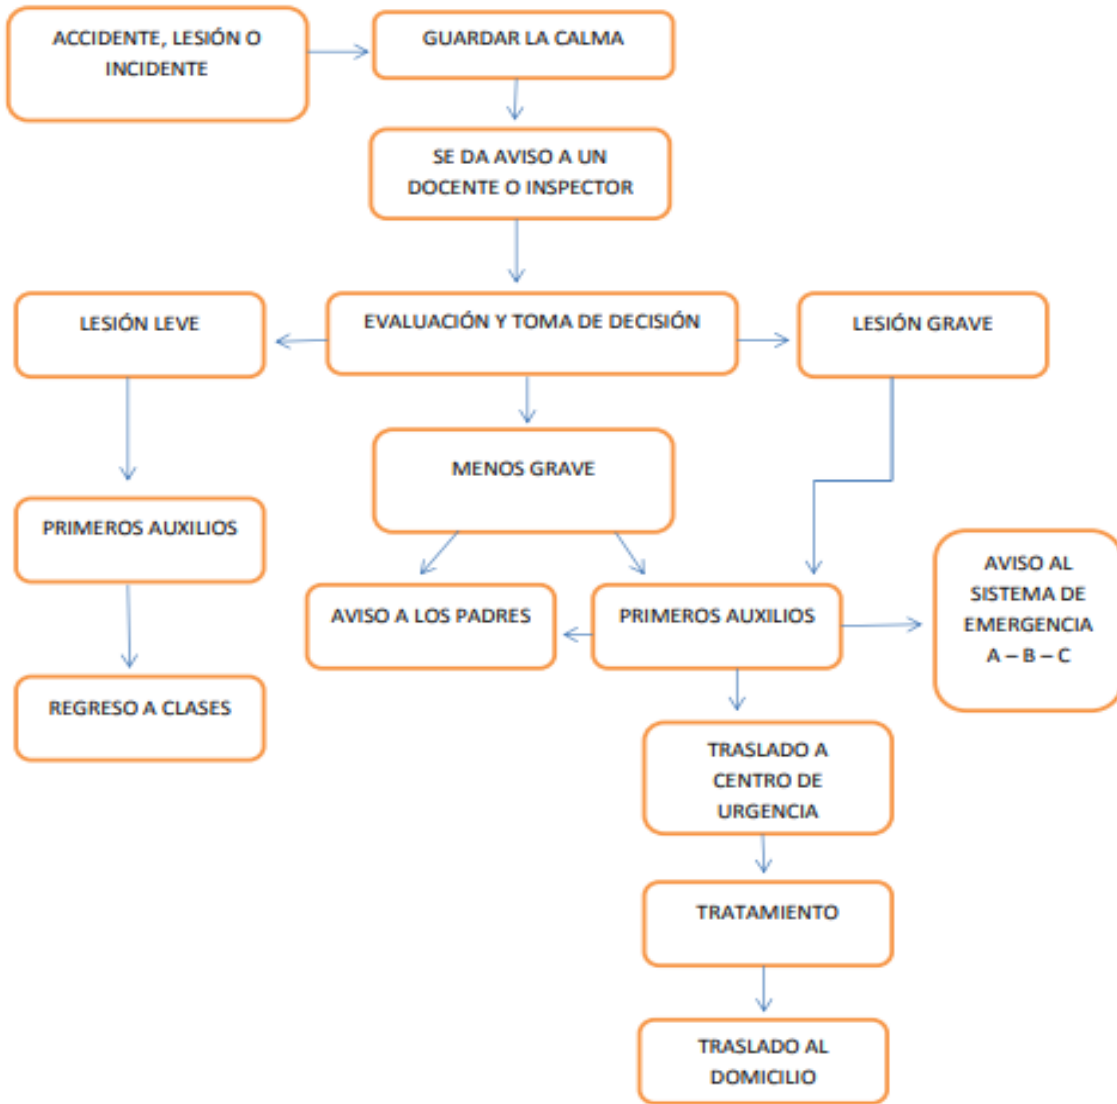 ACCIDENTE, LESIÓN O
INCIDENTE
GUARDAR LA CALMA
SE DA AVISO A UN
DOCENTE O INSPECTOR
LESIÓN LEVE
EVALUACIÓN Y TOMA DE DECISIÓN
LESIÓN GRAVE
MENOS GRAVE
PRIMEROS AUXILIOS
AVISO A LOS PADRES
PRIMEROS AUXILIOS
AVISO AL
SISTEMA DE
EMERGENCIA
A – B – C
REGRESO A CLASES
TRASLADO A
CENTRO DE
URGENCIA
TRATAMIENTO
TRASLADO AL
DOMICILIO